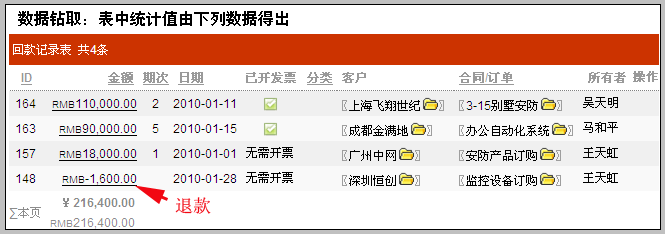 数据钻取：表中统计值由下列数据得出
回款记录表 共4条
ID 金额 期次 日期 已开发票 分类 客户 合同/订单 所有者 操作
164 RMB110,000.00 2 2010-01-11 〖上海飞翔世纪〗 〖3-15别墅安防〗 吴天明
163 RMB90,000.00 5 2010-01-15 〖成都金满地〗 〖办公自动化系统〗 马和平
157 RMB18,000.00 1 2010-01-01 无需开票 〖广州中网〗 〖安防产品订购〗 王天虹
148 RMB-1,600.00 2010-01-28 无需开票 〖深圳恒创〗 〖监控设备订购〗 王天虹
退款
∑本页 ¥ 216,400.00
RMB216,400.00